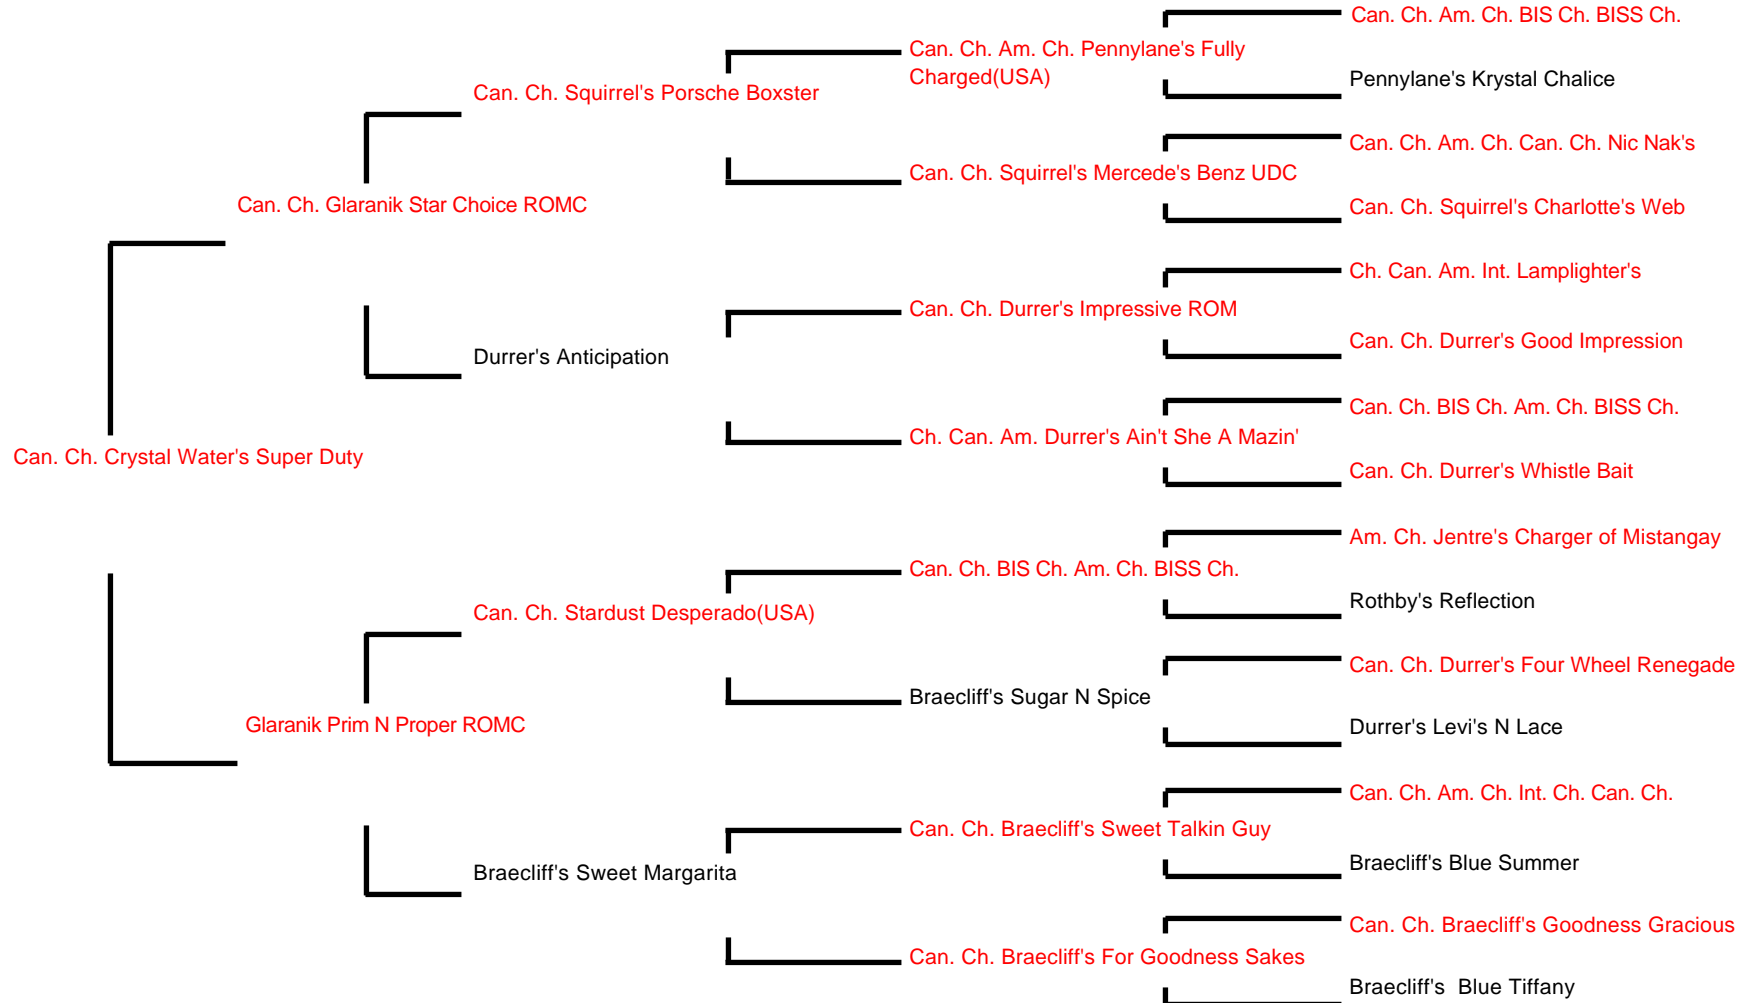 Can. Ch. Am. Ch. BIS Ch. BISS Ch.
Can. Ch. Am. Ch. Pennylane's Fully
Charged(USA)
Pennylane's Krystal Chalice
Can. Ch. Squirrel's Porsche Boxster
Can. Ch. Am. Ch. Can. Ch. Nic Nak's
Can. Ch. Squirrel's Mercede's Benz UDC
Can. Ch. Glaranik Star Choice ROMC
Can. Ch. Squirrel's Charlotte's Web
Ch. Can. Am. Int. Lamplighter's
Can. Ch. Durrer's Impressive ROM
Can. Ch. Durrer's Good Impression
Durrer's Anticipation
Can. Ch. BIS Ch. Am. Ch. BISS Ch.
Ch. Can. Am. Durrer's Ain't She A Mazin'
Can. Ch. Crystal Water's Super Duty
Can. Ch. Durrer's Whistle Bait
Am. Ch. Jentre's Charger of Mistangay
Can. Ch. BIS Ch. Am. Ch. BISS Ch.
Rothby's Reflection
Can. Ch. Stardust Desperado(USA)
Can. Ch. Durrer's Four Wheel Renegade
Braecliff's Sugar N Spice
Glaranik Prim N Proper ROMC
Durrer's Levi's N Lace
Can. Ch. Am. Ch. Int. Ch. Can. Ch.
Can. Ch. Braecliff's Sweet Talkin Guy
Braecliff's Blue Summer
Braecliff's Sweet Margarita
Can. Ch. Braecliff's Goodness Gracious
Can. Ch. Braecliff's For Goodness Sakes
Braecliff's  Blue Tiffany